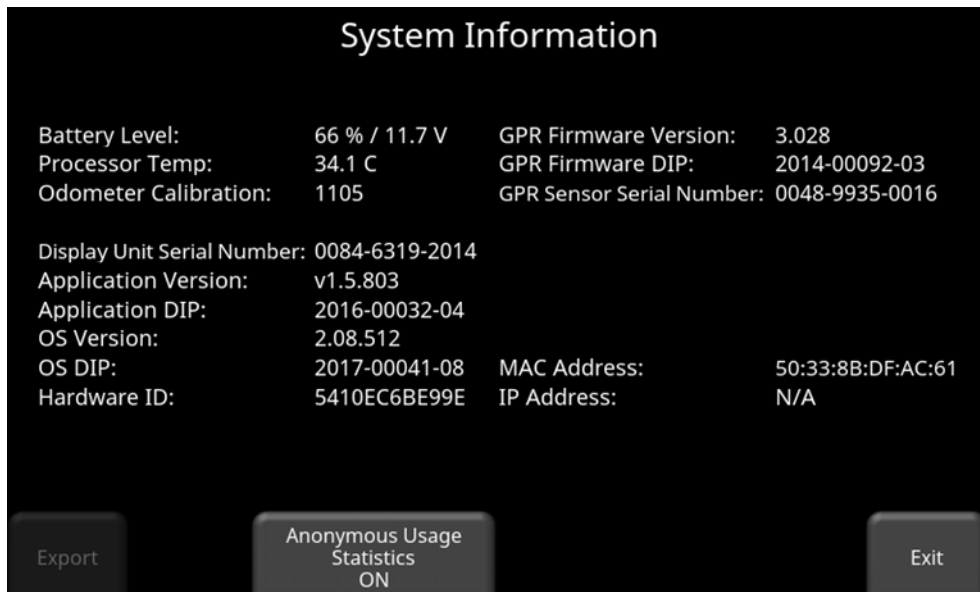 System Information
Battery Level: 66 % / 11.7 V GPR Firmware Version: 3.028
Processor Temp: 34.1 C GPR Firmware DIP: 2014-00092-03
Odometer Calibration: 1105 GPR Sensor Serial Number: 0048-9935-0016
Display Unit Serial Number: 0084-6319-2014
Application Version: v1.5.803
Application DIP: 2016-00032-04
OS Version: 2.08.512
OS DIP: 2017-00041-08 MAC Address: 50:33:8B:DF:AC:61
Hardware ID: 5410EC6BE99E IP Address: N/A
Export
Anonymous Usage
Statistics
ON
Exit